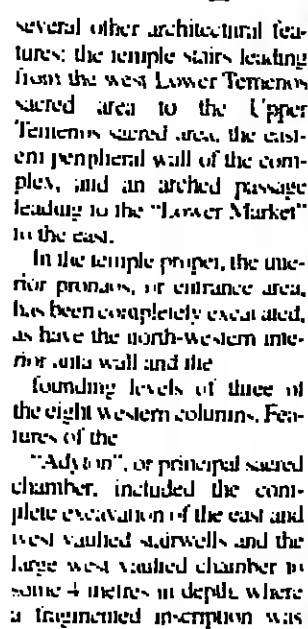 several other architectural fea-
tures: the temple stairs leading
from the west Lower Temenos
sacred area to the Upper
Temenos sacred area, the east-
ern peripheral wall of the com-
plex, and an arched passage
leading to the "Lower Market"
to the east.
In the temple proper, the inte-
rior pronaos, or entrance area,
has been completely excavated,
as have the north-western inte-
rior anta wall and the
founding levels of three of
the eight western columns. Fea-
tures of the
"Adyton", or principal sacred
chamber, included the com-
plete excavation of the east and
west vaulted stairwells and the
large west vaulted chamber to
some 4 metres in depth, where
a fragmented inscription was